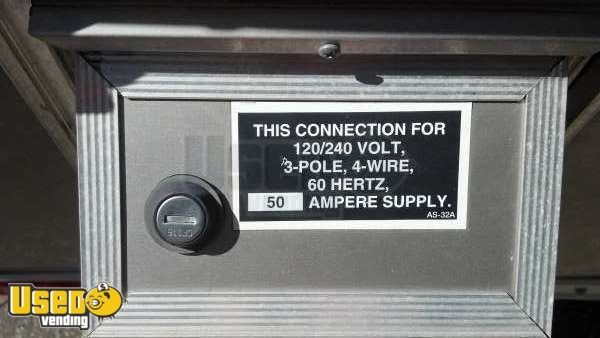 THIS CONNECTION FOR
120/240 VOLT,
3-POLE, 4-WIRE,
60 HERTZ,
50 AMPERE SUPPLY.
AS-32A
Used
vending